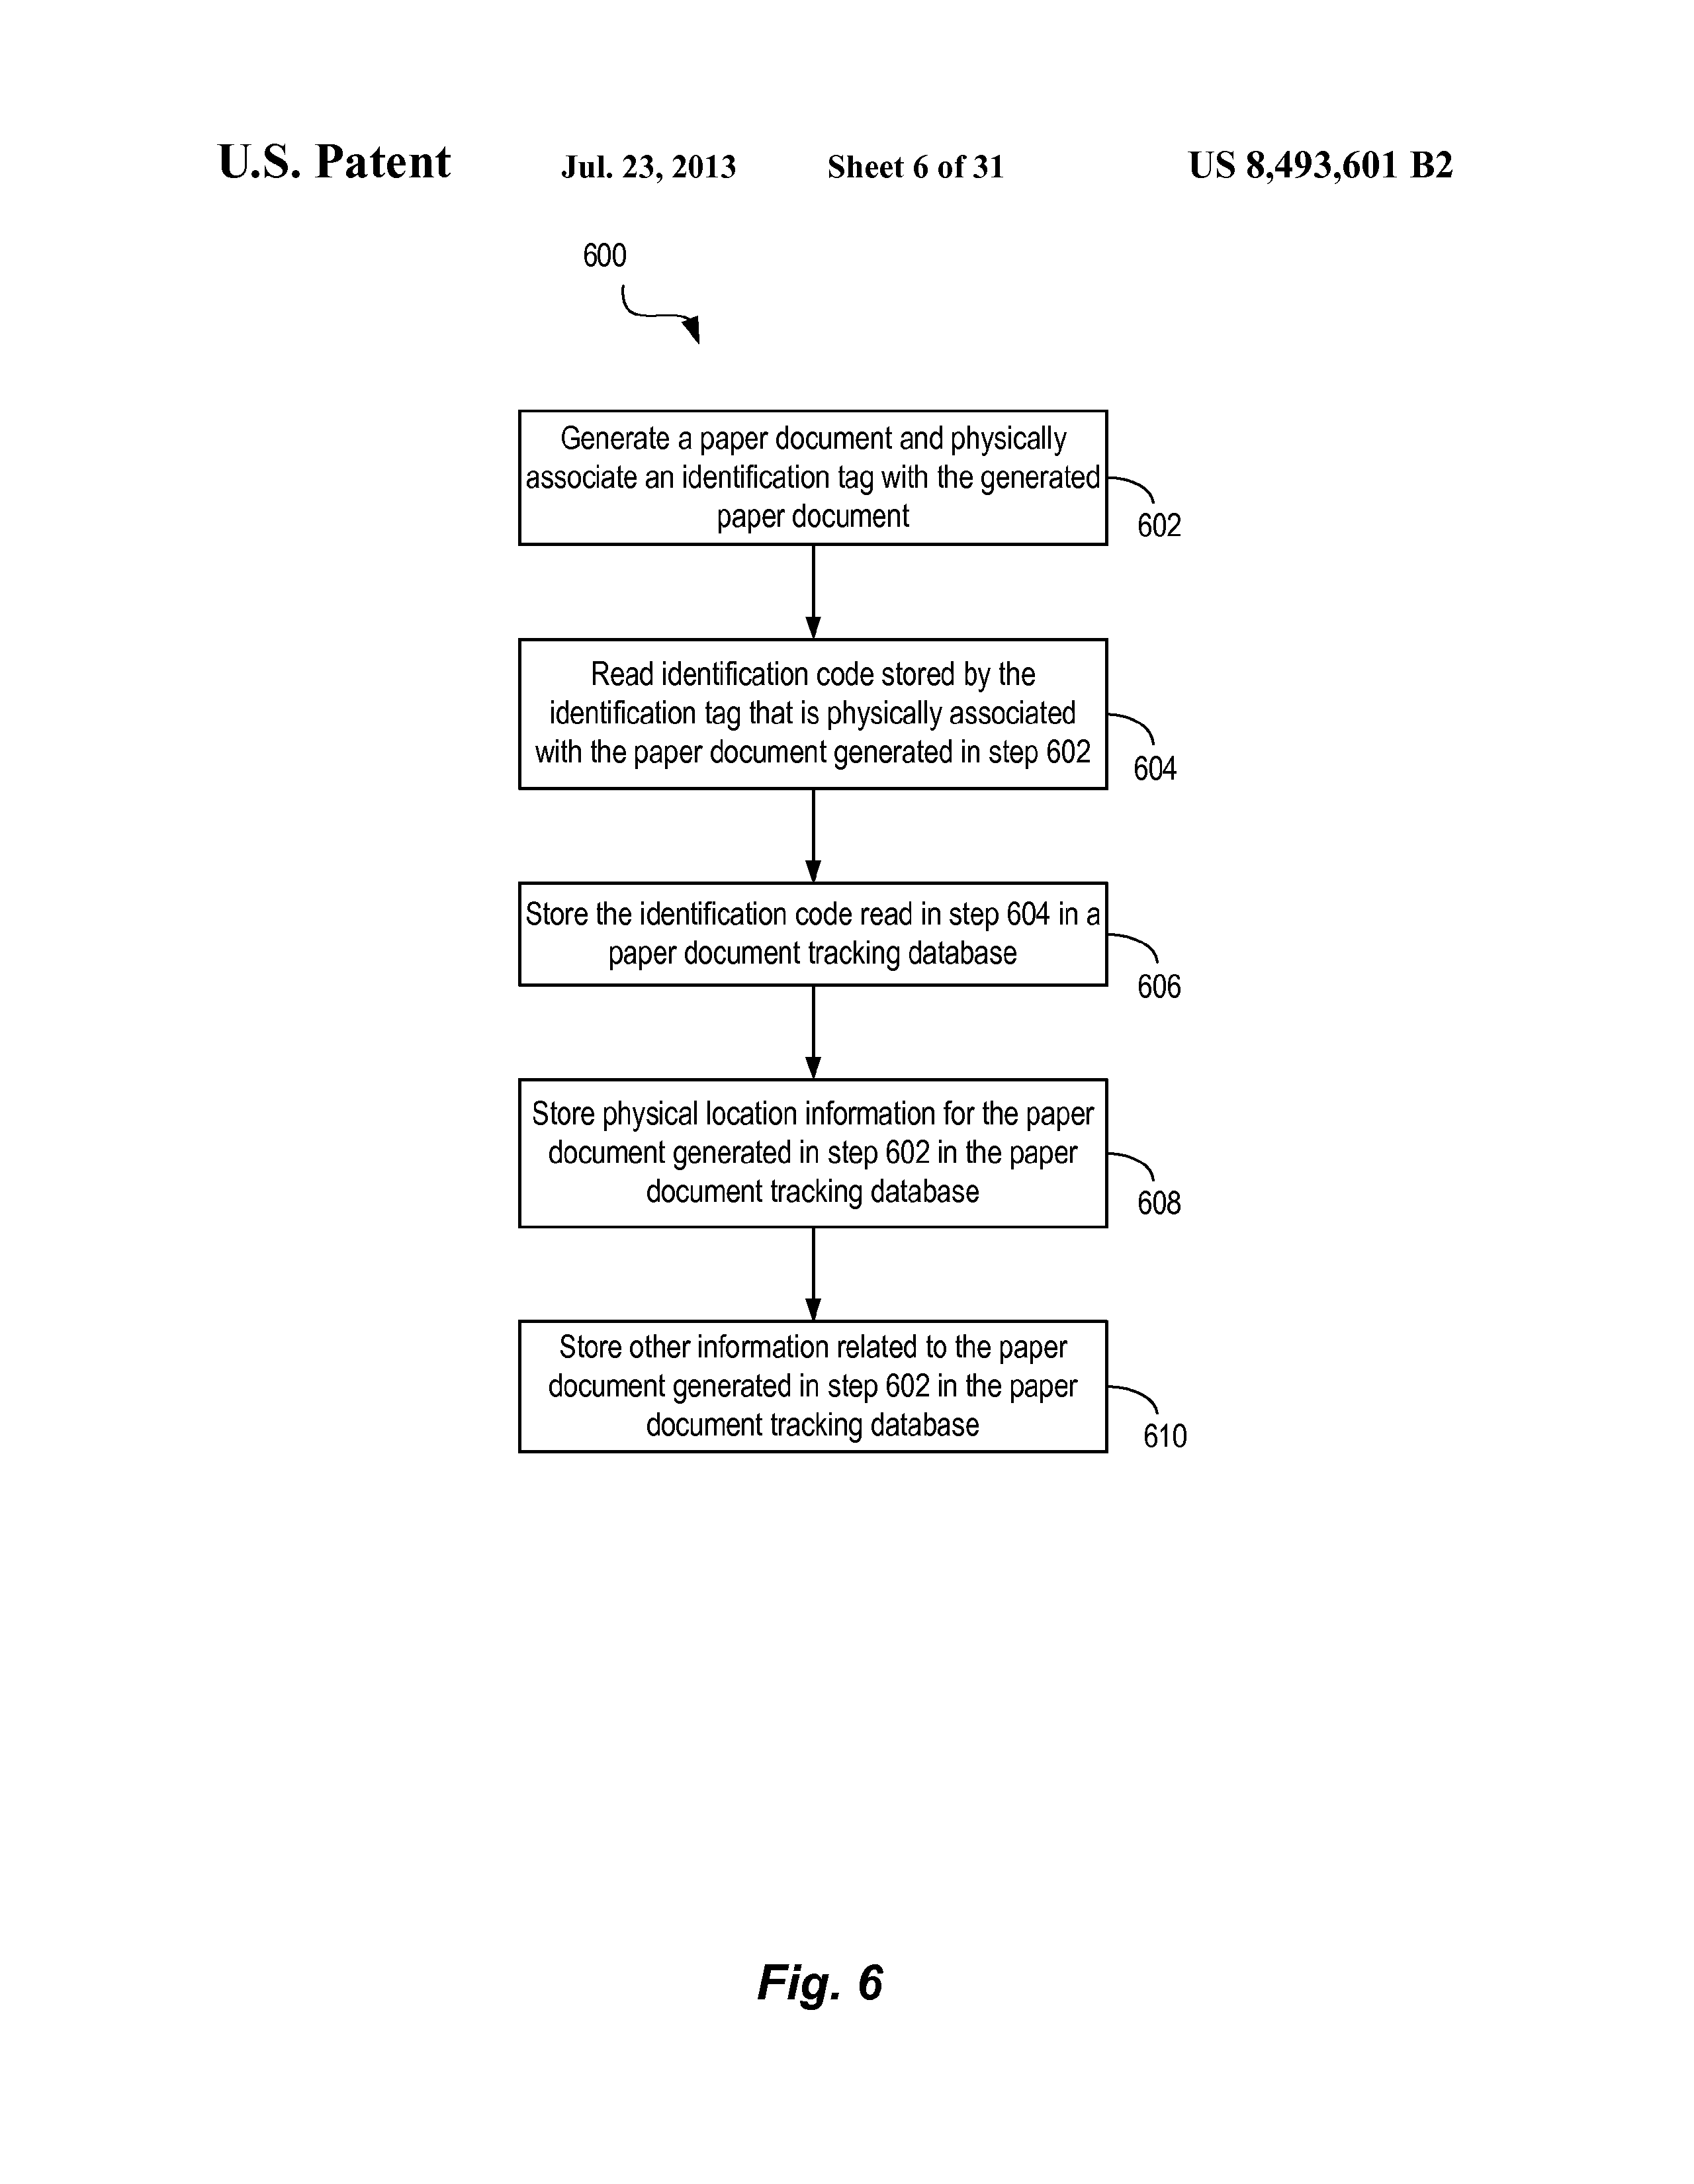 U.S. Patent Jul. 23, 2013 Sheet 6 of 31 US 8,493,601 B2
600
Generate a paper document and physically
associate an identification tag with the generated
paper document
602
Read identification code stored by the
identification tag that is physically associated
with the paper document generated in step 602
604
Store the identification code read in step 604 in a
paper document tracking database
606
Store physical location information for the paper
document generated in step 602 in the paper
document tracking database
608
Store other information related to the paper
document generated in step 602 in the paper
document tracking database
610
Fig. 6